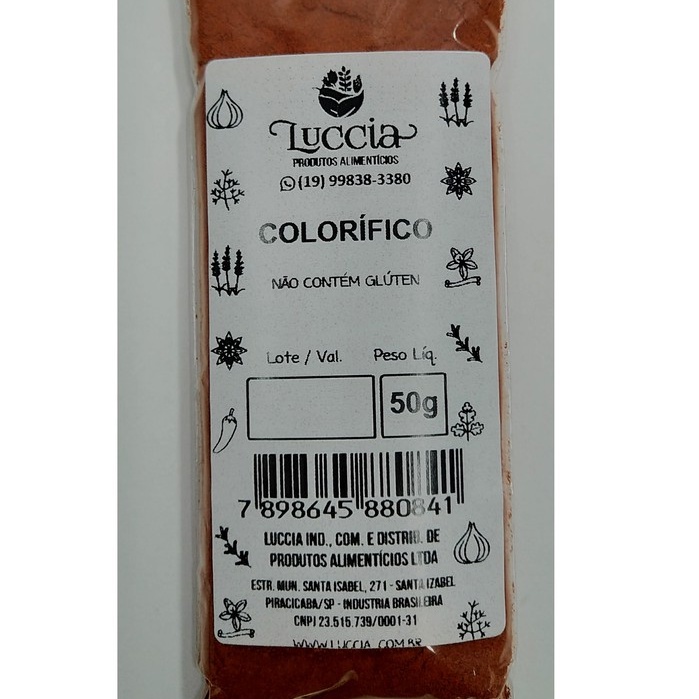 Luccia
PRODUTOS ALIMENTÍCIOS
(19) 99838-3380
COLORÍFICO
NÃO CONTÉM GLÚTEN
Lote / Val. Peso Líq.
50g
7 898645 880841
LUCCIA IND., COM. E DISTRIB. DE
PRODUTOS ALIMENTÍCIOS LTDA
ESTR. MUN. SANTA ISABEL, 271 - SANTA IZABEL
PIRACICABA/SP - INDUSTRIA BRASILEIRA
CNPJ 23.515.739/0001-31
WWW.LUCCIA.COM.BR